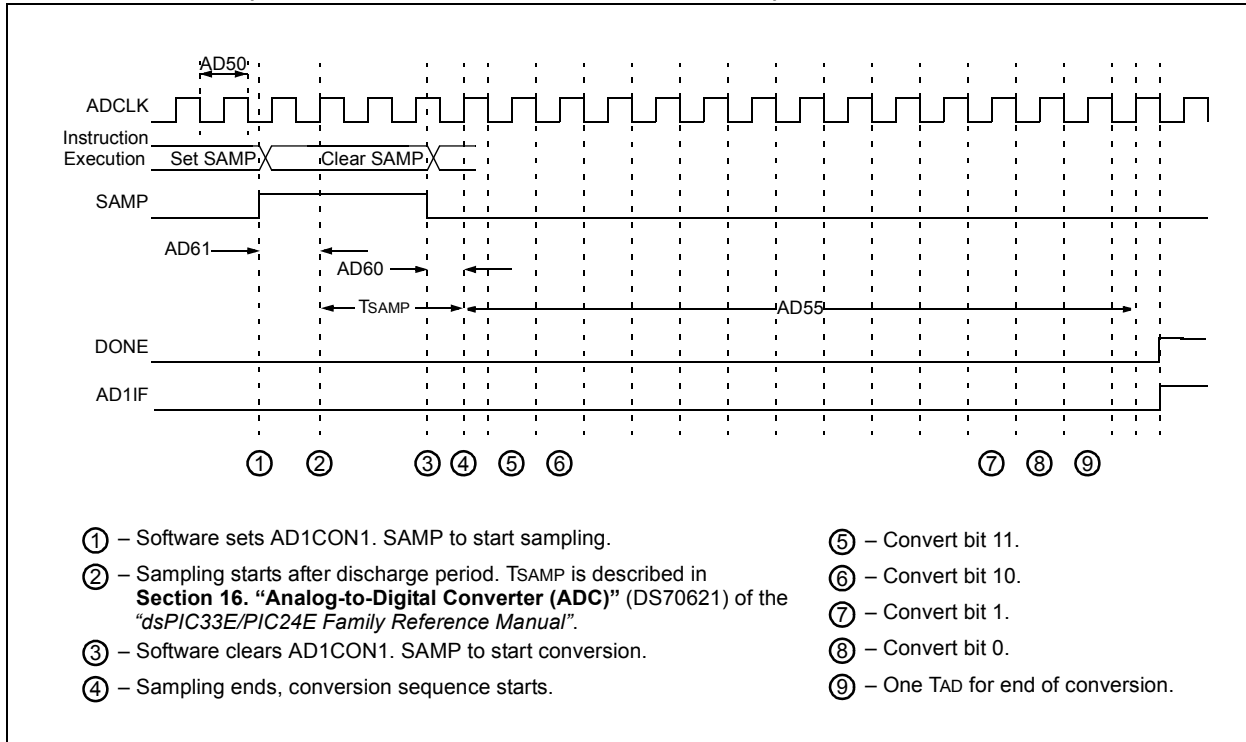 AD50
ADCLK
Instruction
Execution
Set SAMP
Clear SAMP
SAMP
AD61
AD60
TSAMP
AD55
DONE
AD1IF
1 2 3 4 5 6 7 8 9
1 – Software sets AD1CON1. SAMP to start sampling.
2 – Sampling starts after discharge period. TSAMP is described in
Section 16. “Analog-to-Digital Converter (ADC)” (DS70621) of the
“dsPIC33E/PIC24E Family Reference Manual”.
3 – Software clears AD1CON1. SAMP to start conversion.
4 – Sampling ends, conversion sequence starts.
5 – Convert bit 11.
6 – Convert bit 10.
7 – Convert bit 1.
8 – Convert bit 0.
9 – One TAD for end of conversion.